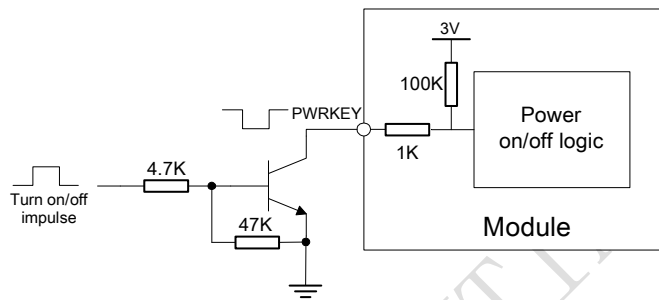 3V
100K
PWRKEY
Power
on/off logic
1K
4.7K
Turn on/off
impulse
47K
Module